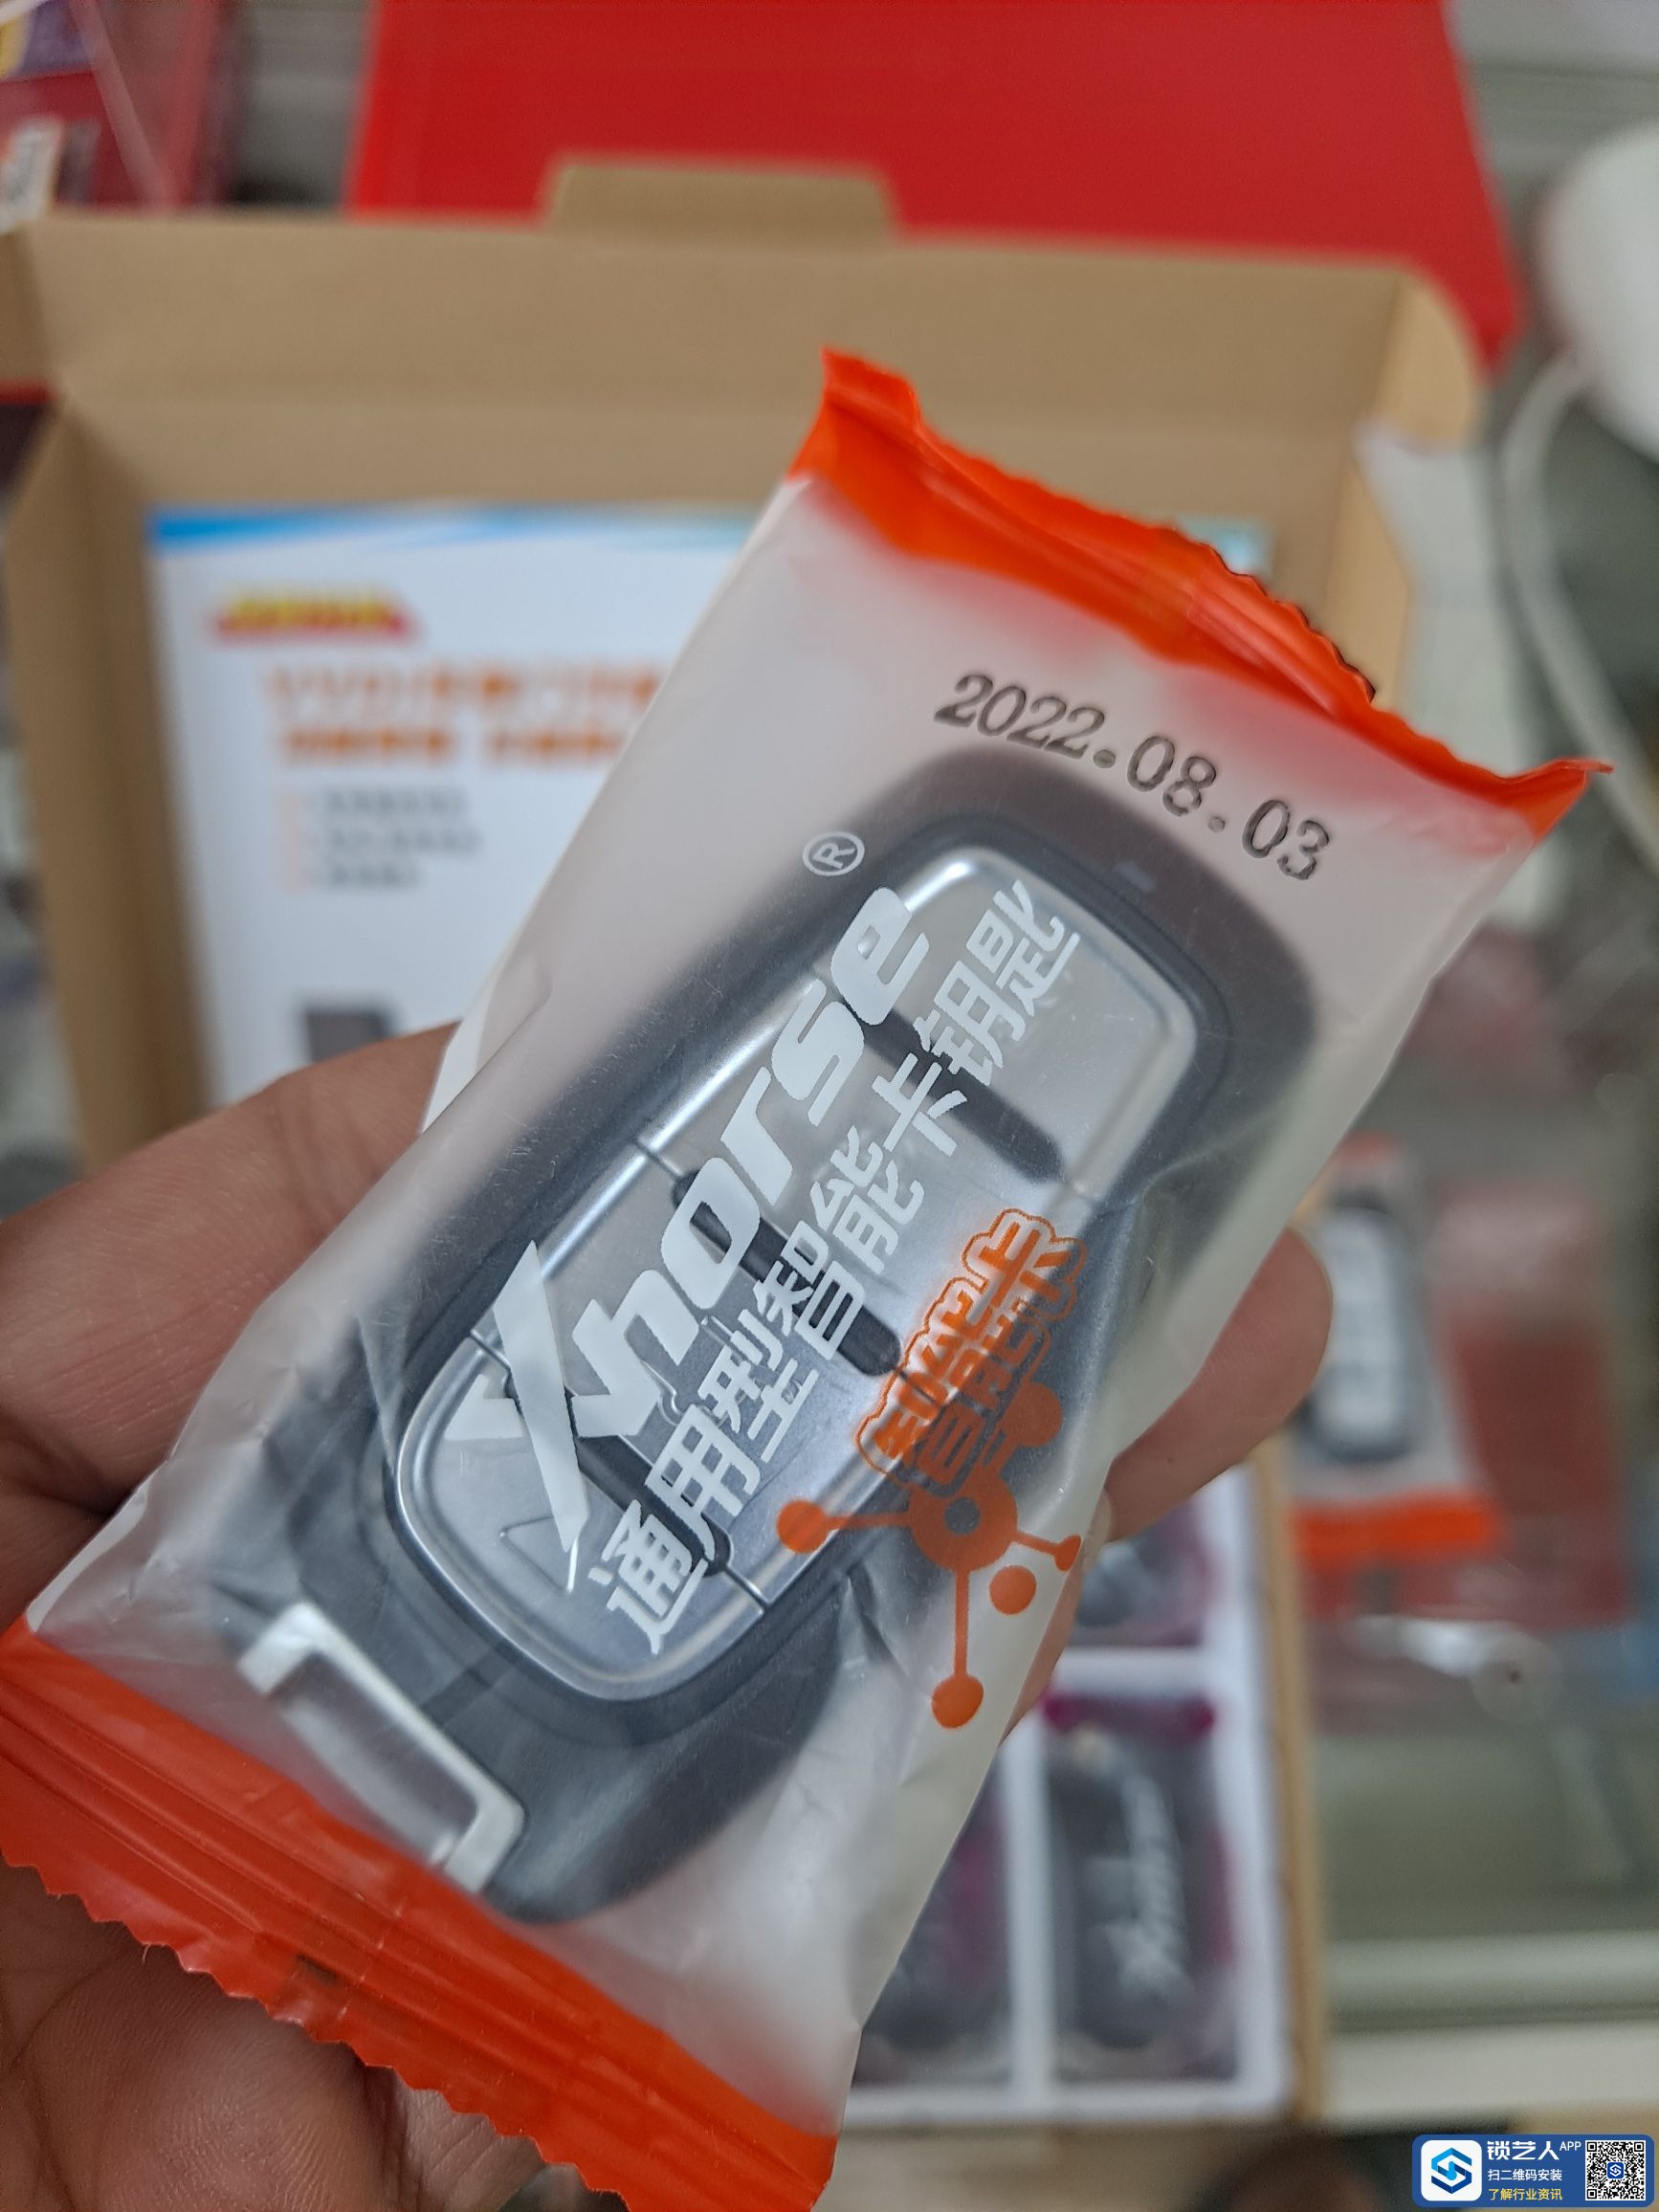 2022.08.03
Xhorse®
通用型智能卡钥匙
智能卡
锁艺人APP
扫二维码安装
了解行业资讯